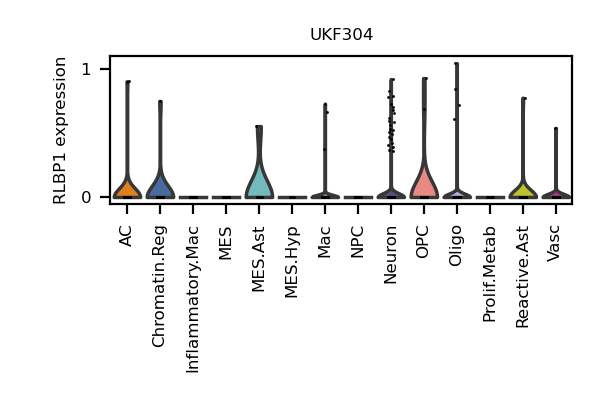 UKF304
RLBP1 expression
1
0
AC
Chromatin.Reg
Inflammatory.Mac
MES
MES.Ast
MES.Hyp
Mac
NPC
Neuron
OPC
Oligo
Prolif.Metab
Reactive.Ast
Vasc